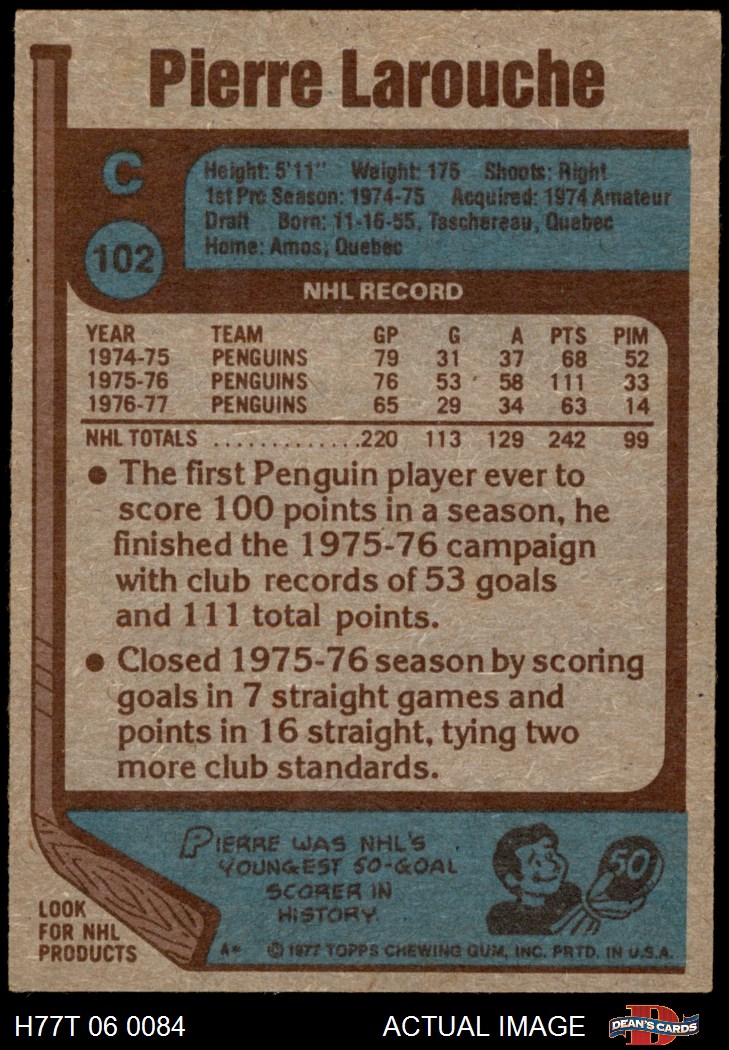 Pierre Larouche
C
Height: 5'11" Weight: 175 Shoots: Right
1st Pro Season: 1974-75 Acquired: 1974 Amateur
Draft Born: 11-16-55, Taschereau, Quebec
Home: Amos, Quebec
102
NHL RECORD
YEAR TEAM GP G A PTS PIM
1974-75 PENGUINS 79 31 37 68 52
1975-76 PENGUINS 76 53 58 111 33
1976-77 PENGUINS 65 29 34 63 14
NHL TOTALS .............220 113 129 242 99
● The first Penguin player ever to
score 100 points in a season, he
finished the 1975-76 campaign
with club records of 53 goals
and 111 total points.
● Closed 1975-76 season by scoring
goals in 7 straight games and
points in 16 straight, tying two
more club standards.
PIERRE WAS NHL'S
YOUNGEST 50-GOAL
SCORER IN
HISTORY.
50
LOOK
FOR NHL
PRODUCTS
A* © 1977 TOPPS CHEWING GUM, INC. PRTD. IN U.S.A.
H77T 06 0084 ACTUAL IMAGE DEAN'S CARDS